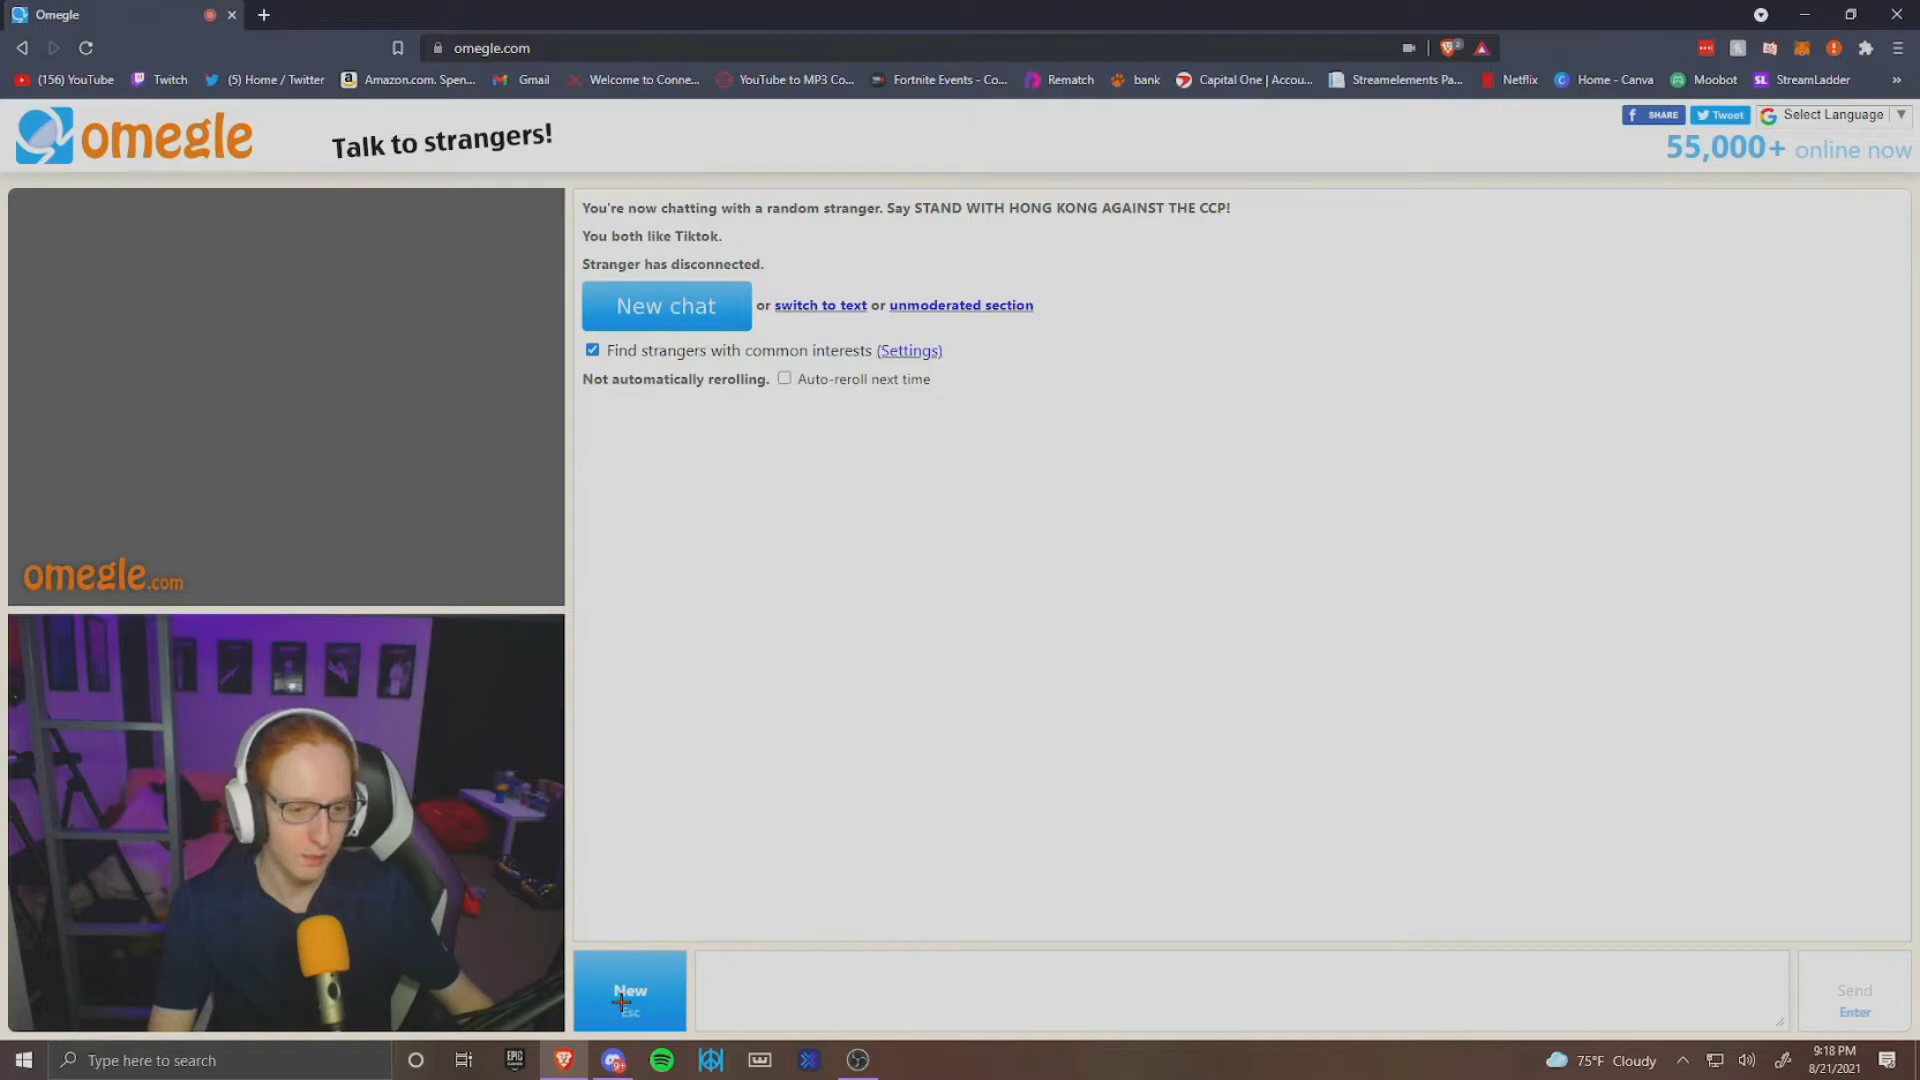 Omegle
omegle.com
2
(156) YouTube
Twitch
(5) Home / Twitter
Amazon.com. Spen...
Gmail
Welcome to Conne...
YouTube to MP3 Co...
Fortnite Events - Co...
Rematch
bank
Capital One | Accou...
Streamelements Pa...
Netflix
Home - Canva
Moobot
SL StreamLadder
»
omegle
Talk to strangers!
f SHARE
Tweet
G Select Language ▼
55,000+ online now
You're now chatting with a random stranger. Say STAND WITH HONG KONG AGAINST THE CCP!
You both like Tiktok.
Stranger has disconnected.
New chat or switch to text or unmoderated section
Find strangers with common interests (Settings)
Not automatically rerolling. Auto-reroll next time
omegle.com
New
Esc
Send
Enter
Type here to search
EPIC
9+
75°F Cloudy
9:18 PM
8/21/2021